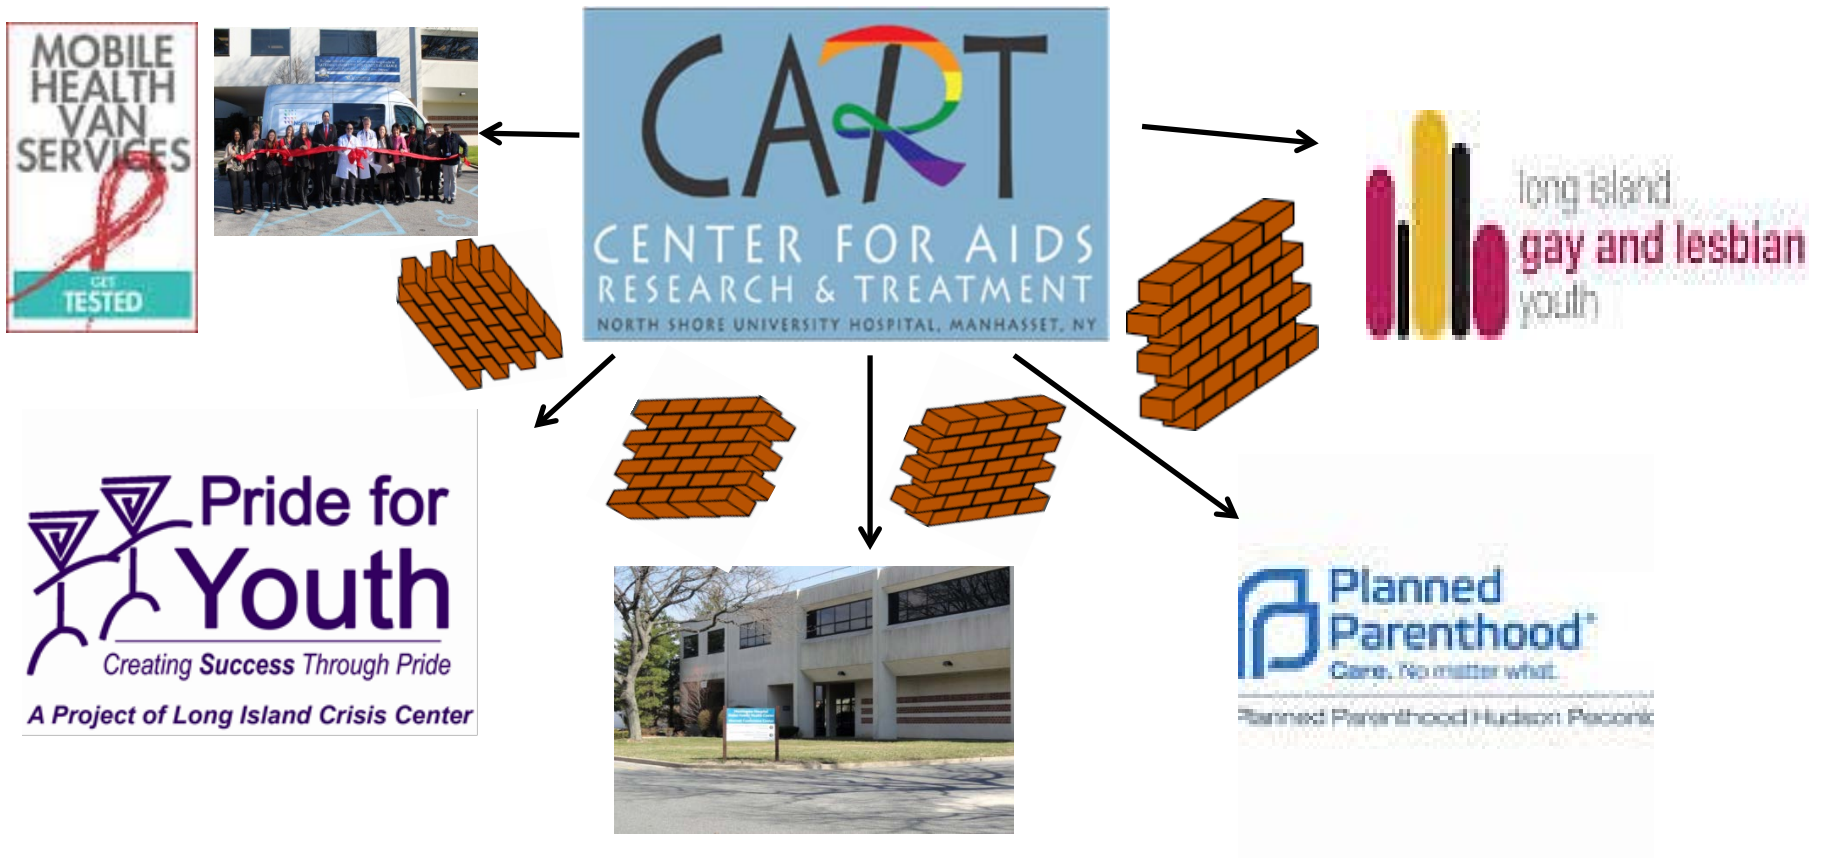 MOBILE
HEALTH
VAN
SERVICES
GET
TESTED
CART
CENTER FOR AIDS
RESEARCH & TREATMENT
NORTH SHORE UNIVERSITY HOSPITAL, MANHASSET, NY
long island
gay and lesbian
youth
Pride for
Youth
Creating Success Through Pride
A Project of Long Island Crisis Center
Planned
Parenthood®
Care. No matter what.
Planned Parenthood Hudson Peconic